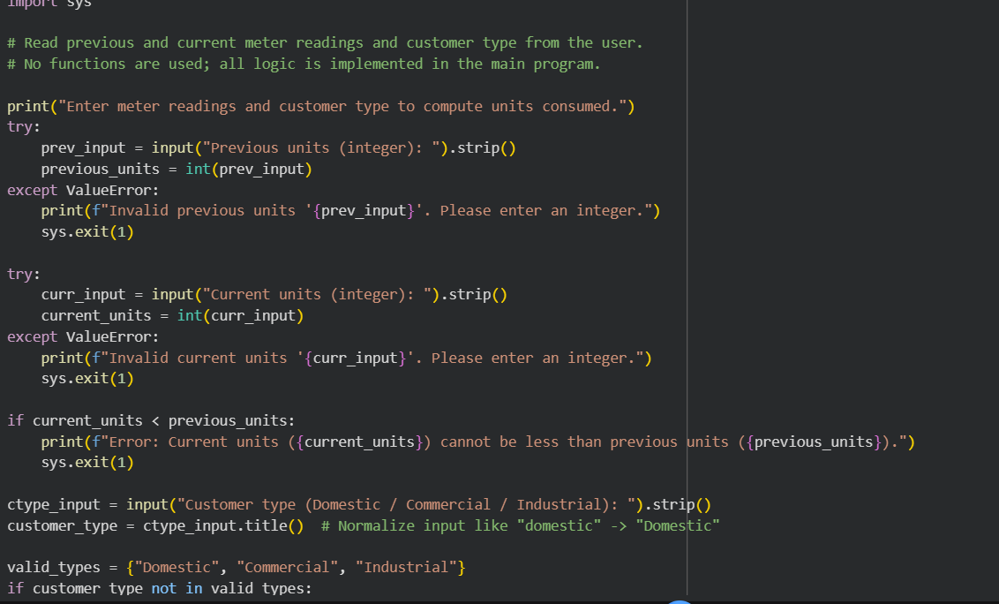 import sys
# Read previous and current meter readings and customer type from the user.
# No functions are used; all logic is implemented in the main program.
print("Enter meter readings and customer type to compute units consumed.")
try:
    prev_input = input("Previous units (integer): ").strip()
    previous_units = int(prev_input)
except ValueError:
    print(f"Invalid previous units '{prev_input}'. Please enter an integer.")
    sys.exit(1)
try:
    curr_input = input("Current units (integer): ").strip()
    current_units = int(curr_input)
except ValueError:
    print(f"Invalid current units '{curr_input}'. Please enter an integer.")
    sys.exit(1)
if current_units < previous_units:
    print(f"Error: Current units ({current_units}) cannot be less than previous units ({previous_units}).")
    sys.exit(1)
ctype_input = input("Customer type (Domestic / Commercial / Industrial): ").strip()
customer_type = ctype_input.title()  # Normalize input like "domestic" -> "Domestic"
valid_types = {"Domestic", "Commercial", "Industrial"}
if customer_type not in valid_types: